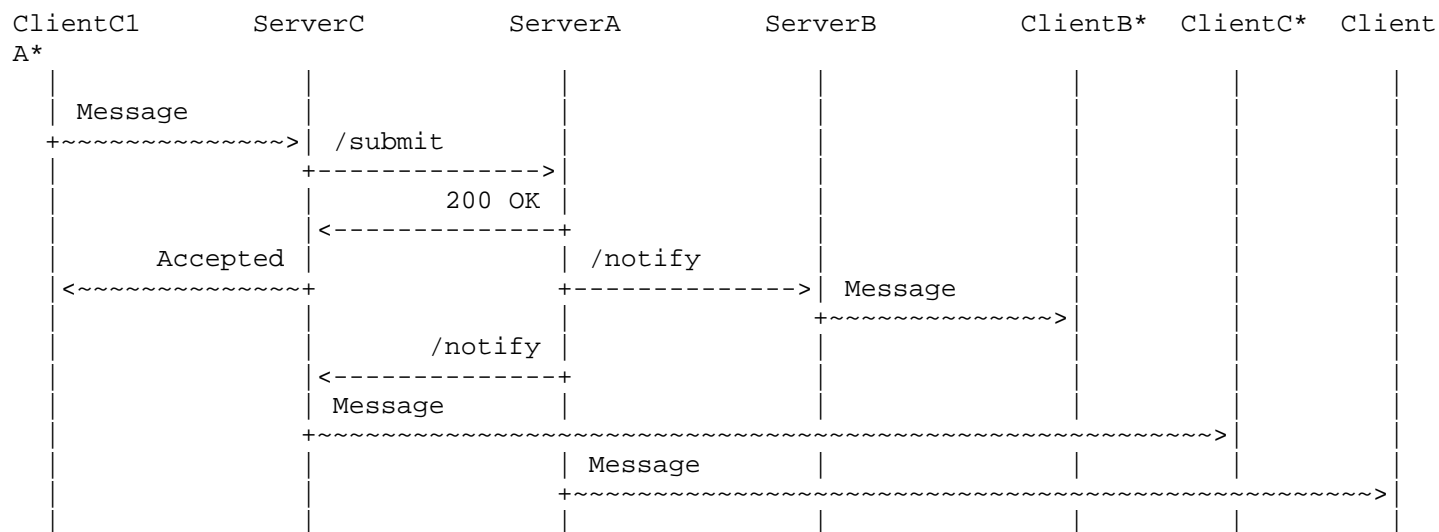 ClientC1 ServerC ServerA ServerB ClientB* ClientC* Client
A*
Message
/submit
200 OK
Accepted /notify
Message
/notify
Message
Message